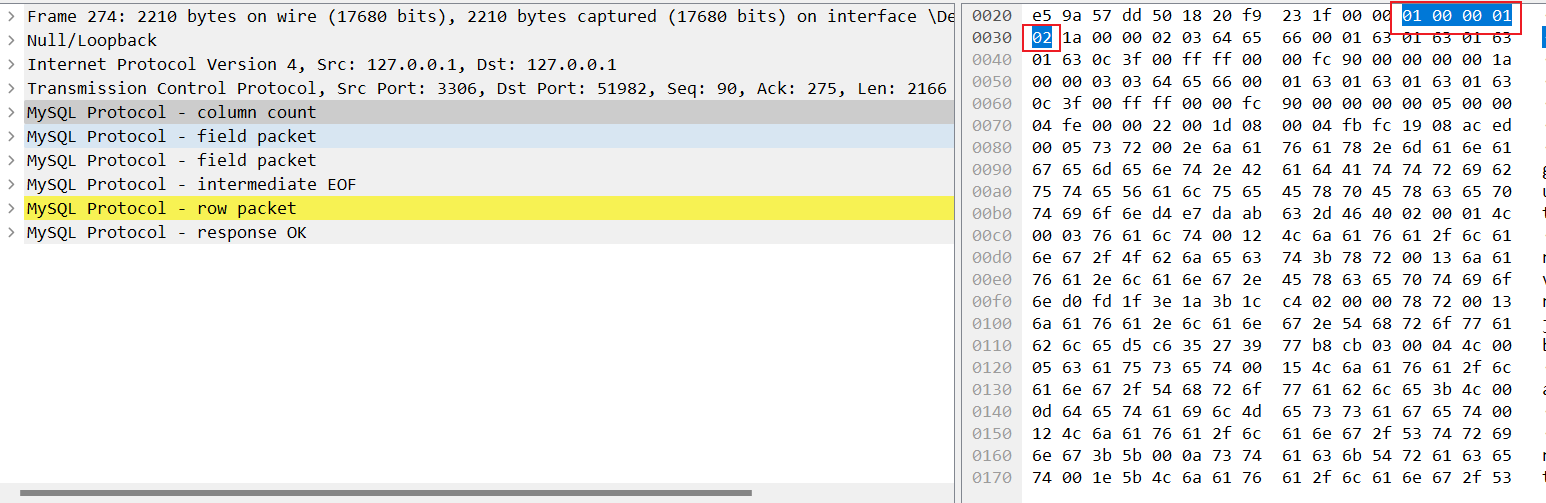 Frame 274: 2210 bytes on wire (17680 bits), 2210 bytes captured (17680 bits) on interface \De
Null/Loopback
Internet Protocol Version 4, Src: 127.0.0.1, Dst: 127.0.0.1
Transmission Control Protocol, Src Port: 3306, Dst Port: 51982, Seq: 90, Ack: 275, Len: 2166
MySQL Protocol - column count
MySQL Protocol - field packet
MySQL Protocol - field packet
MySQL Protocol - intermediate EOF
MySQL Protocol - row packet
MySQL Protocol - response OK
0020 e5 9a 57 dd 50 18 20 f9 23 1f 00 00 01 00 00 01
0030 02 1a 00 00 02 03 64 65 66 00 01 63 01 63 01 63
0040 01 63 0c 3f 00 ff ff 00 00 fc 90 00 00 00 00 1a
0050 00 00 03 03 64 65 66 00 01 63 01 63 01 63 01 63
0060 0c 3f 00 ff ff 00 00 fc 90 00 00 00 00 05 00 00
0070 04 fe 00 00 22 00 1d 08 00 04 fb fc 19 08 ac ed
0080 00 05 73 72 00 2e 6a 61 76 61 78 2e 6d 61 6e 61
0090 67 65 6d 65 6e 74 2e 42 61 64 41 74 74 72 69 62
00a0 75 74 65 56 61 6c 75 65 45 78 70 45 78 63 65 70
00b0 74 69 6f 6e d4 e7 da ab 63 2d 46 40 02 00 01 4c
00c0 00 03 76 61 6c 74 00 12 4c 6a 61 76 61 2f 6c 61
00d0 6e 67 2f 4f 62 6a 65 63 74 3b 78 72 00 13 6a 61
00e0 76 61 2e 6c 61 6e 67 2e 45 78 63 65 70 74 69 6f
00f0 6e d0 fd 1f 3e 1a 3b 1c c4 02 00 00 78 72 00 13
0100 6a 61 76 61 2e 6c 61 6e 67 2e 54 68 72 6f 77 61
0110 62 6c 65 d5 c6 35 27 39 77 b8 cb 03 00 04 4c 00
0120 05 63 61 75 73 65 74 00 15 4c 6a 61 76 61 2f 6c
0130 61 6e 67 2f 54 68 72 6f 77 61 62 6c 65 3b 4c 00
0140 0d 64 65 74 61 69 6c 4d 65 73 73 61 67 65 74 00
0150 12 4c 6a 61 76 61 2f 6c 61 6e 67 2f 53 74 72 69
0160 6e 67 3b 5b 00 0a 73 74 61 63 6b 54 72 61 63 65
0170 74 00 1e 5b 4c 6a 61 76 61 2f 6c 61 6e 67 2f 53